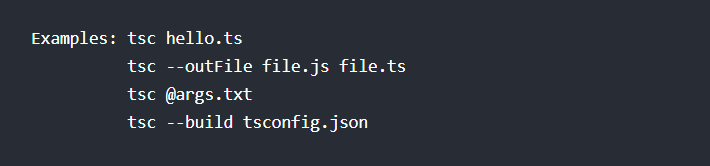 Examples: tsc hello.ts
tsc --outFile file.js file.ts
tsc @args.txt
tsc --build tsconfig.json